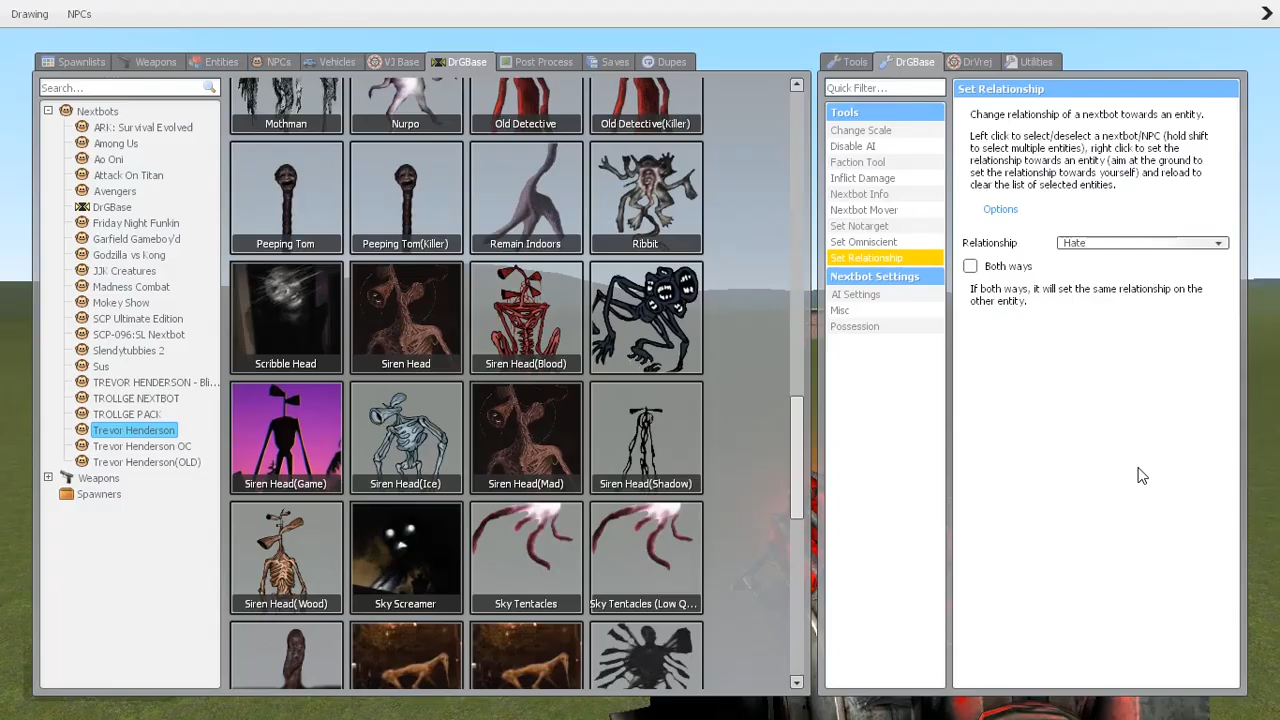 Drawing NPCs
Spawnlists Weapons Entities NPCs Vehicles VJ Base DrGBase Post Process Saves Dupes
Tools DrGBase DrVrej Utilities
Search...
Nextbots
ARK: Survival Evolved
Among Us
Ao Oni
Attack On Titan
Avengers
DrGBase
Friday Night Funkin
Garfield Gameboy'd
Godzilla vs Kong
JJK Creatures
Madness Combat
Mokey Show
SCP Ultimate Edition
SCP-096:SL Nextbot
Slendytubbies 2
Sus
TREVOR HENDERSON - Bli...
TROLLGE NEXTBOT
TROLLGE PACK
Trevor Henderson
Trevor Henderson OC
Trevor Henderson(OLD)
Weapons
Spawners
Mothman Nurpo Old Detective Old Detective(Killer)
Peeping Tom Peeping Tom(Killer) Remain Indoors Ribbit
Scribble Head Siren Head Siren Head(Blood)
Siren Head(Game) Siren Head(Ice) Siren Head(Mad) Siren Head(Shadow)
Siren Head(Wood) Sky Screamer Sky Tentacles Sky Tentacles (Low Q...
Quick Filter...
Tools
Change Scale
Disable AI
Faction Tool
Inflict Damage
Nextbot Info
Nextbot Mover
Set Notarget
Set Omniscient
Set Relationship
Nextbot Settings
AI Settings
Misc
Possession
Set Relationship
Change relationship of a nextbot towards an entity.
Left click to select/deselect a nextbot/NPC (hold shift
to select multiple entities), right click to set the
relationship towards an entity (aim at the ground to
set the relationship towards yourself) and reload to
clear the list of selected entities.
Options
Relationship Hate
Both ways
If both ways, it will set the same relationship on the
other entity.